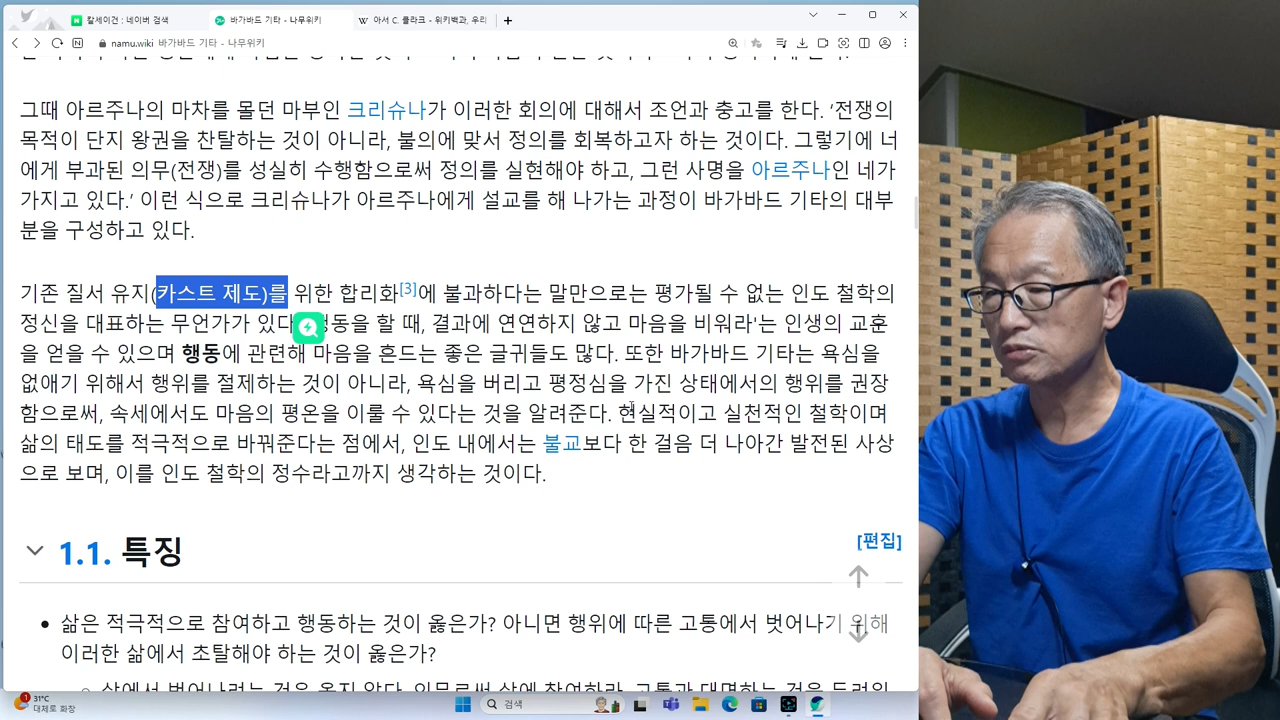 칼세이건 : 네이버 검색
바가바드 기타 - 나무위키
아서 C. 클라크 - 위키백과, 우리
namu.wiki 바가바드 기타 - 나무위키
그때 아르주나의 마차를 몰던 마부인 크리슈나가 이러한 회의에 대해서 조언과 충고를 한다. '전쟁의
목적이 단지 왕권을 찬탈하는 것이 아니라, 불의에 맞서 정의를 회복하고자 하는 것이다. 그렇기에 너
에게 부과된 의무(전쟁)를 성실히 수행함으로써 정의를 실현해야 하고, 그런 사명을 아르주나인 네가
가지고 있다.' 이런 식으로 크리슈나가 아르주나에게 설교를 해 나가는 과정이 바가바드 기타의 대부
분을 구성하고 있다.
기존 질서 유지(카스트 제도)를 위한 합리화[3]에 불과하다는 말만으로는 평가될 수 없는 인도 철학의
정신을 대표하는 무언가가 있다. 행동을 할 때, 결과에 연연하지 않고 마음을 비워라'는 인생의 교훈
을 얻을 수 있으며 행동에 관련해 마음을 흔드는 좋은 글귀들도 많다. 또한 바가바드 기타는 욕심을
없애기 위해서 행위를 절제하는 것이 아니라, 욕심을 버리고 평정심을 가진 상태에서의 행위를 권장
함으로써, 속세에서도 마음의 평온을 이룰 수 있다는 것을 알려준다. 현실적이고 실천적인 철학이며
삶의 태도를 적극적으로 바꿔준다는 점에서, 인도 내에서는 불교보다 한 걸음 더 나아간 발전된 사상
으로 보며, 이를 인도 철학의 정수라고까지 생각하는 것이다.
1.1. 특징
[편집]
• 삶은 적극적으로 참여하고 행동하는 것이 옳은가? 아니면 행위에 따른 고통에서 벗어나기 위해
이러한 삶에서 초탈해야 하는 것이 옳은가?
31°C
대체로 화창
검색